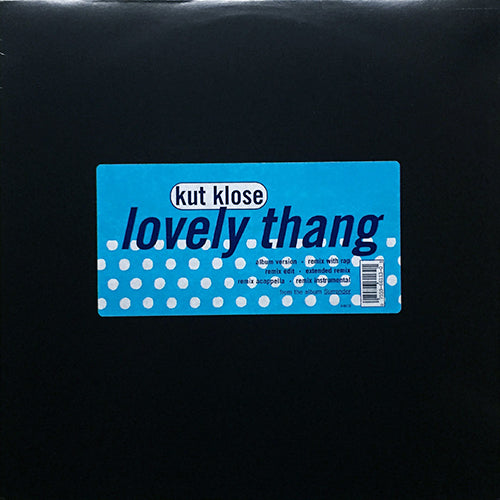 kut klose
lovely thang
album version • remix with rap
remix edit • extended remix
remix acappella • remix instrumental
from the album Surrender